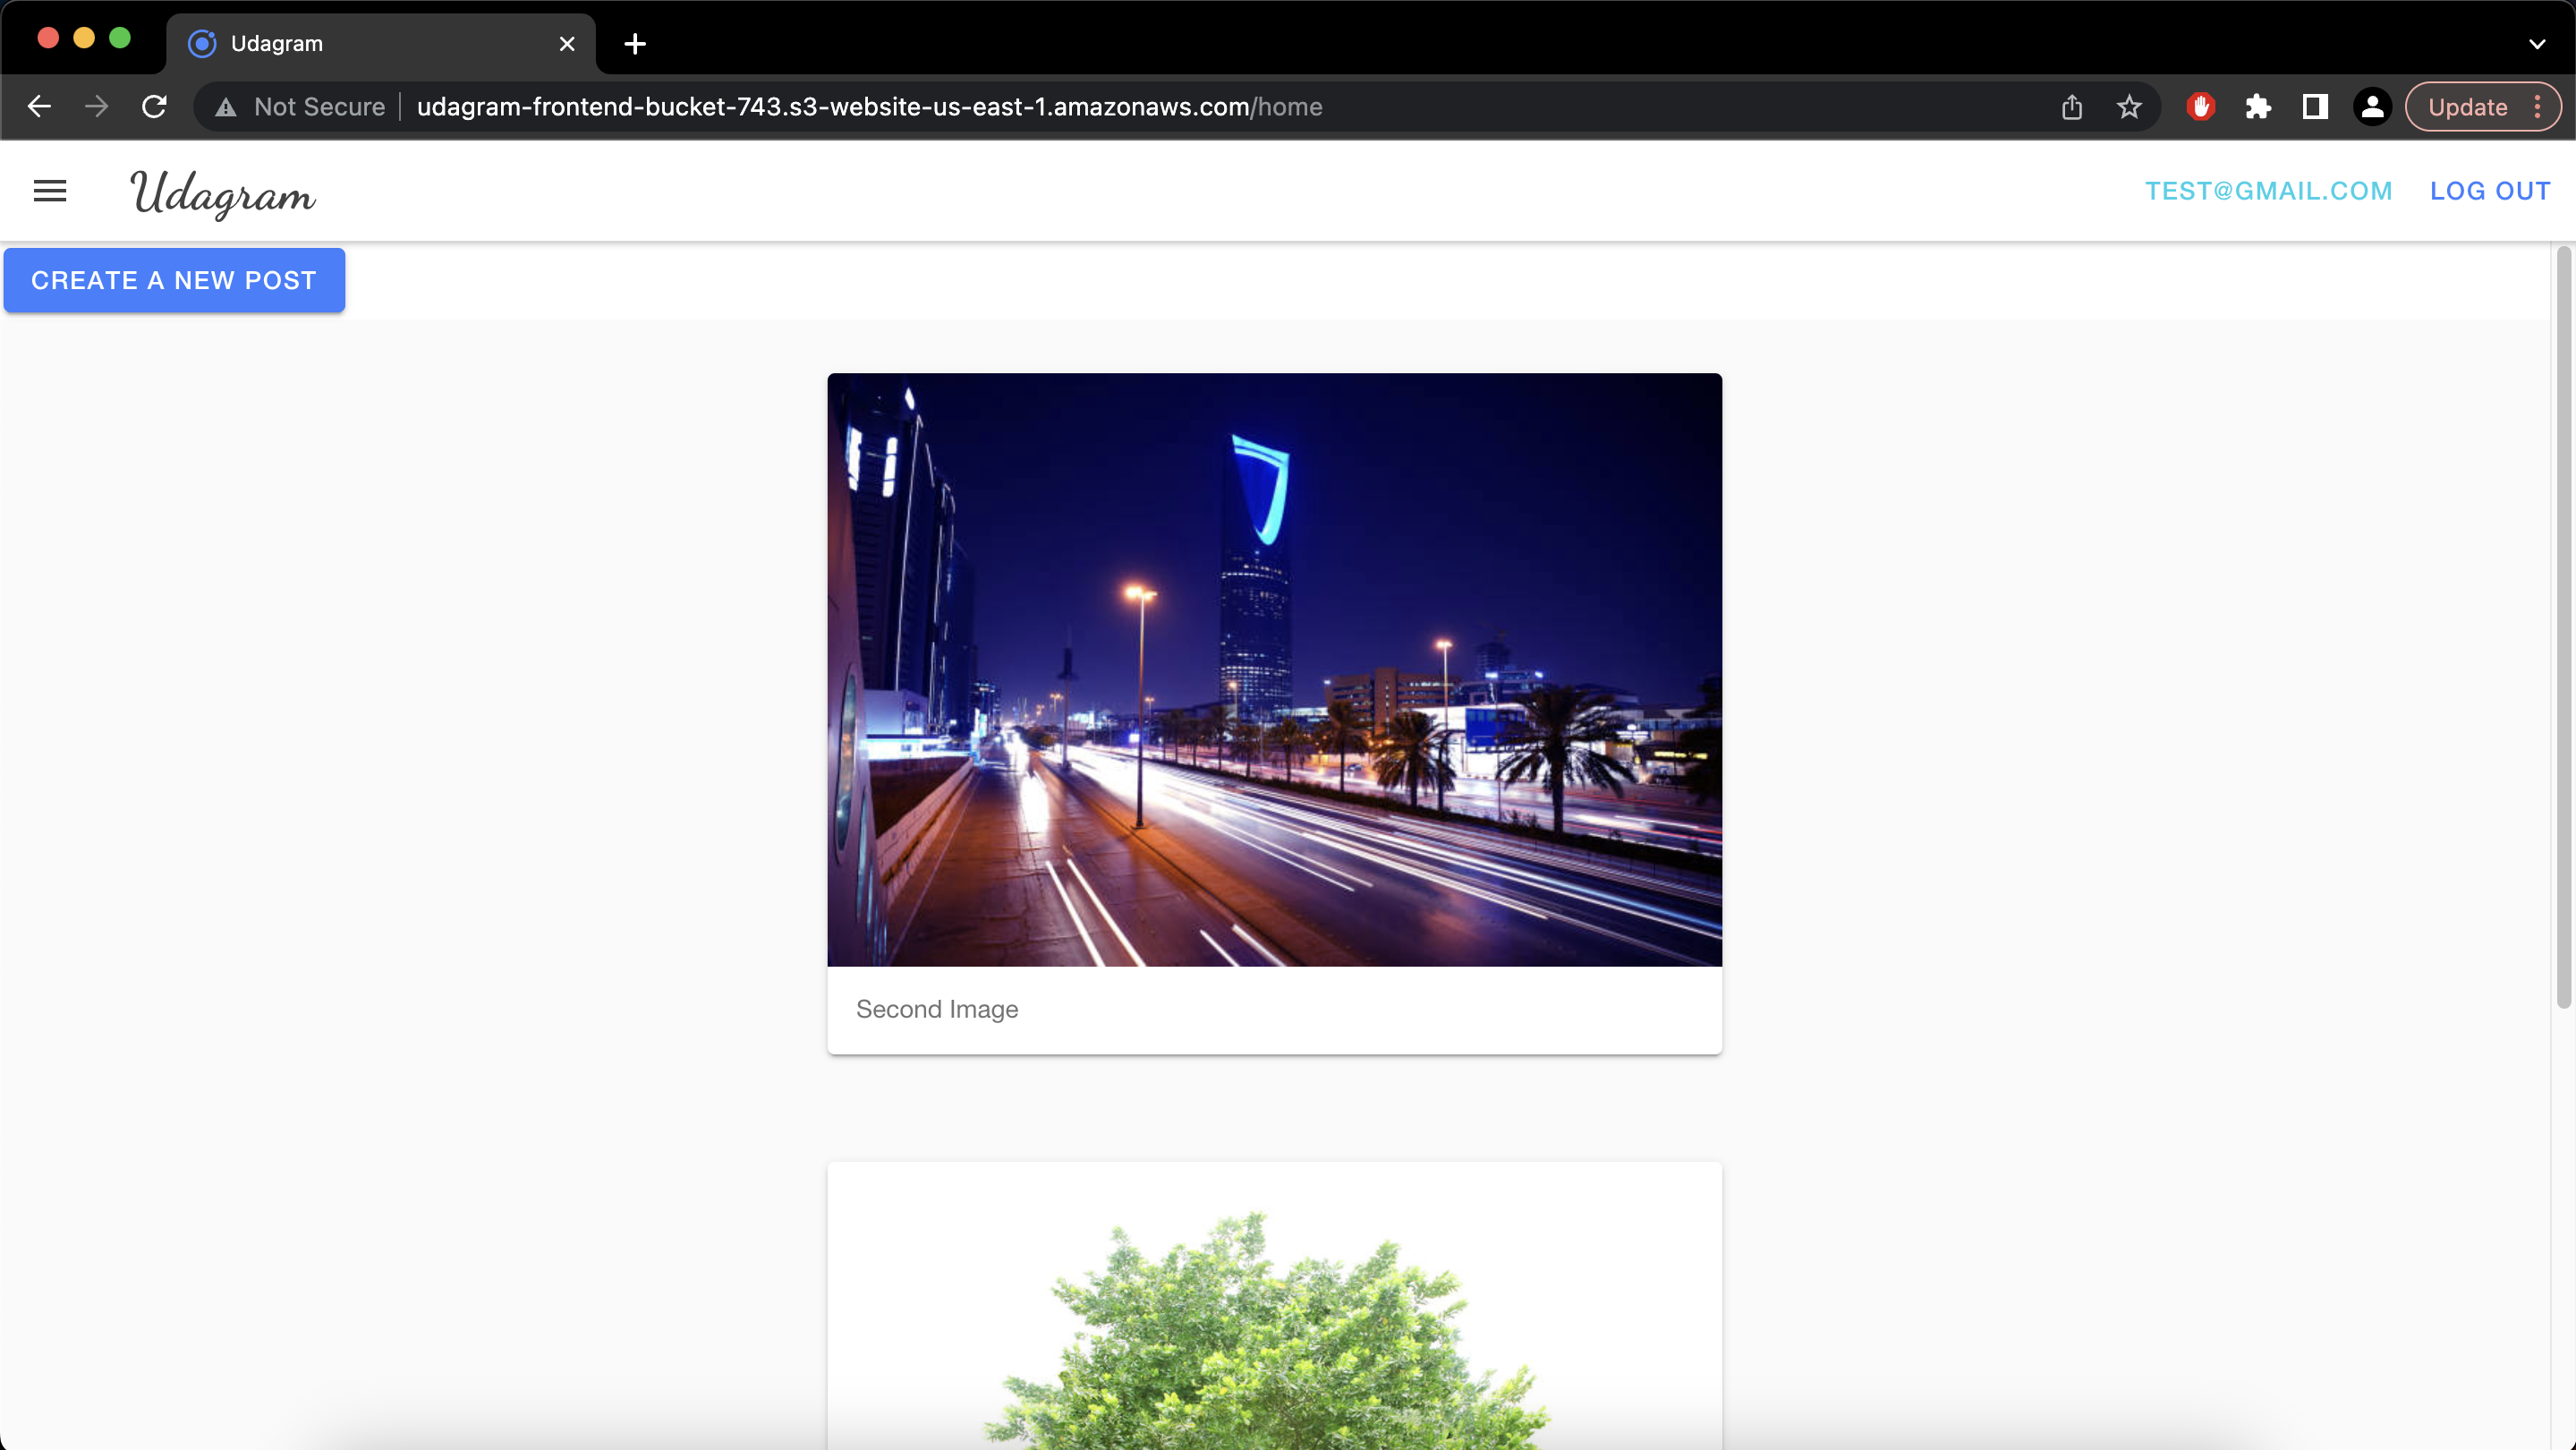 Udagram
Not Secure udagram-frontend-bucket-743.s3-website-us-east-1.amazonaws.com/home
Update
Udagram
TEST@GMAIL.COM LOG OUT
CREATE A NEW POST
Second Image